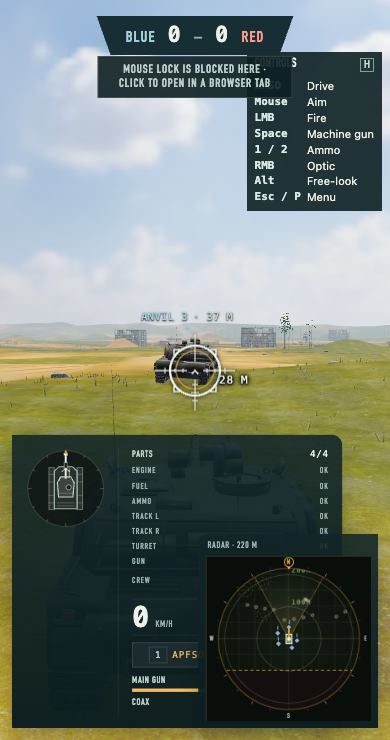 BLUE 0 – 0 RED
MOUSE LOCK IS BLOCKED HERE -
CLICK TO OPEN IN A BROWSER TAB
H
Drive
Mouse Aim
LMB Fire
Space Machine gun
1 / 2 Ammo
RMB Optic
Alt Free-look
Esc / P Menu
ANVIL 3 · 37 M
28 M
PARTS 4/4
ENGINE OK
FUEL OK
AMMO OK
TRACK L OK
TRACK R OK
TURRET OK
GUN
CREW
0 KM/H
1 APFS
MAIN GUN
COAX
RADAR · 220 M
N
200
100
W E
S